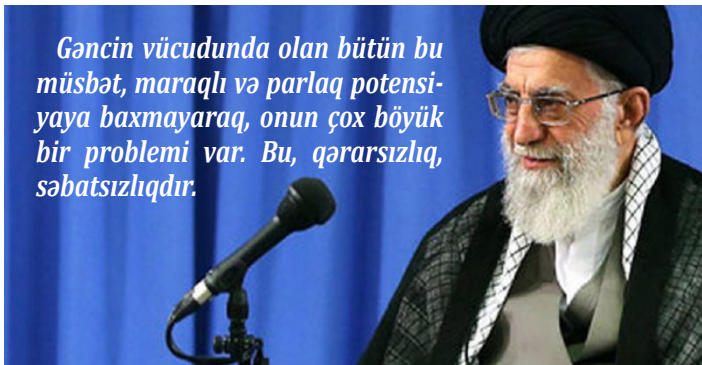 Gəncin vücudunda olan bütün bu
müsbət, maraqlı və parlaq potensi-
yaya baxmayaraq, onun çox böyük
bir problemi var. Bu, qərarsızlıq,
səbatsızlıqdır.